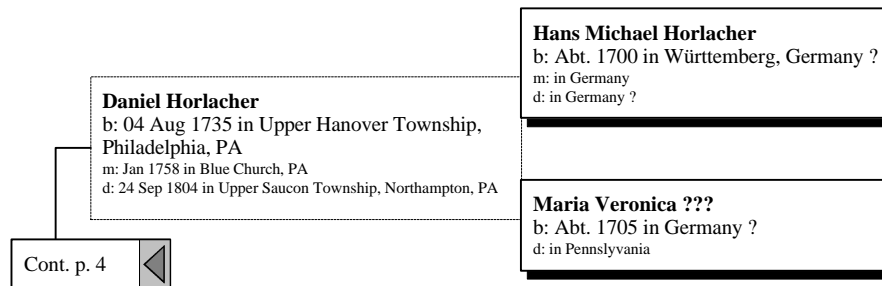 Hans Michael Horlacher
b: Abt. 1700 in Württemberg, Germany ?
m: in Germany
d: in Germany ?
Daniel Horlacher
b: 04 Aug 1735 in Upper Hanover Township,
Philadelphia, PA
m: Jan 1758 in Blue Church, PA
d: 24 Sep 1804 in Upper Saucon Township, Northampton, PA
Maria Veronica ???
b: Abt. 1705 in Germany ?
d: in Pennslyvania
Cont. p. 4